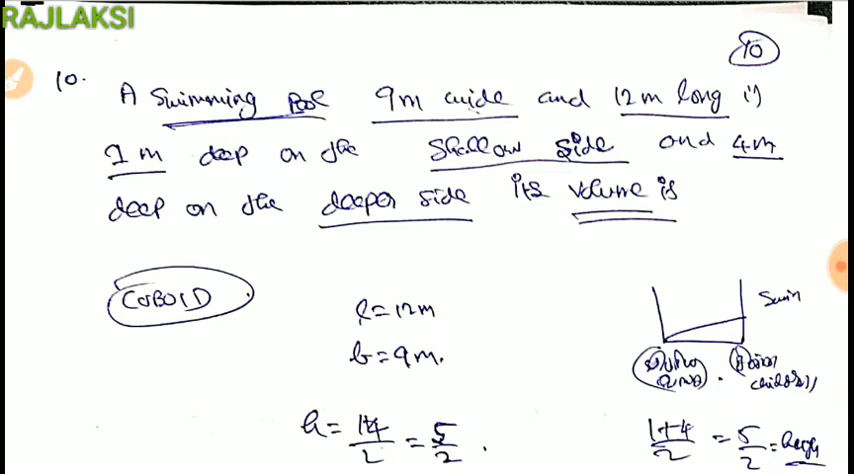 RAJLAKSI
10
10.
A Swimming Pool 9m wide and 12m long is
1m deep on the shallow side and 4m
deep on the deeper side its volume is
CUBOID
l=12m
b=9m.
h= 1+4/2 = 5/2 .
1+4/2 = 5/2 =